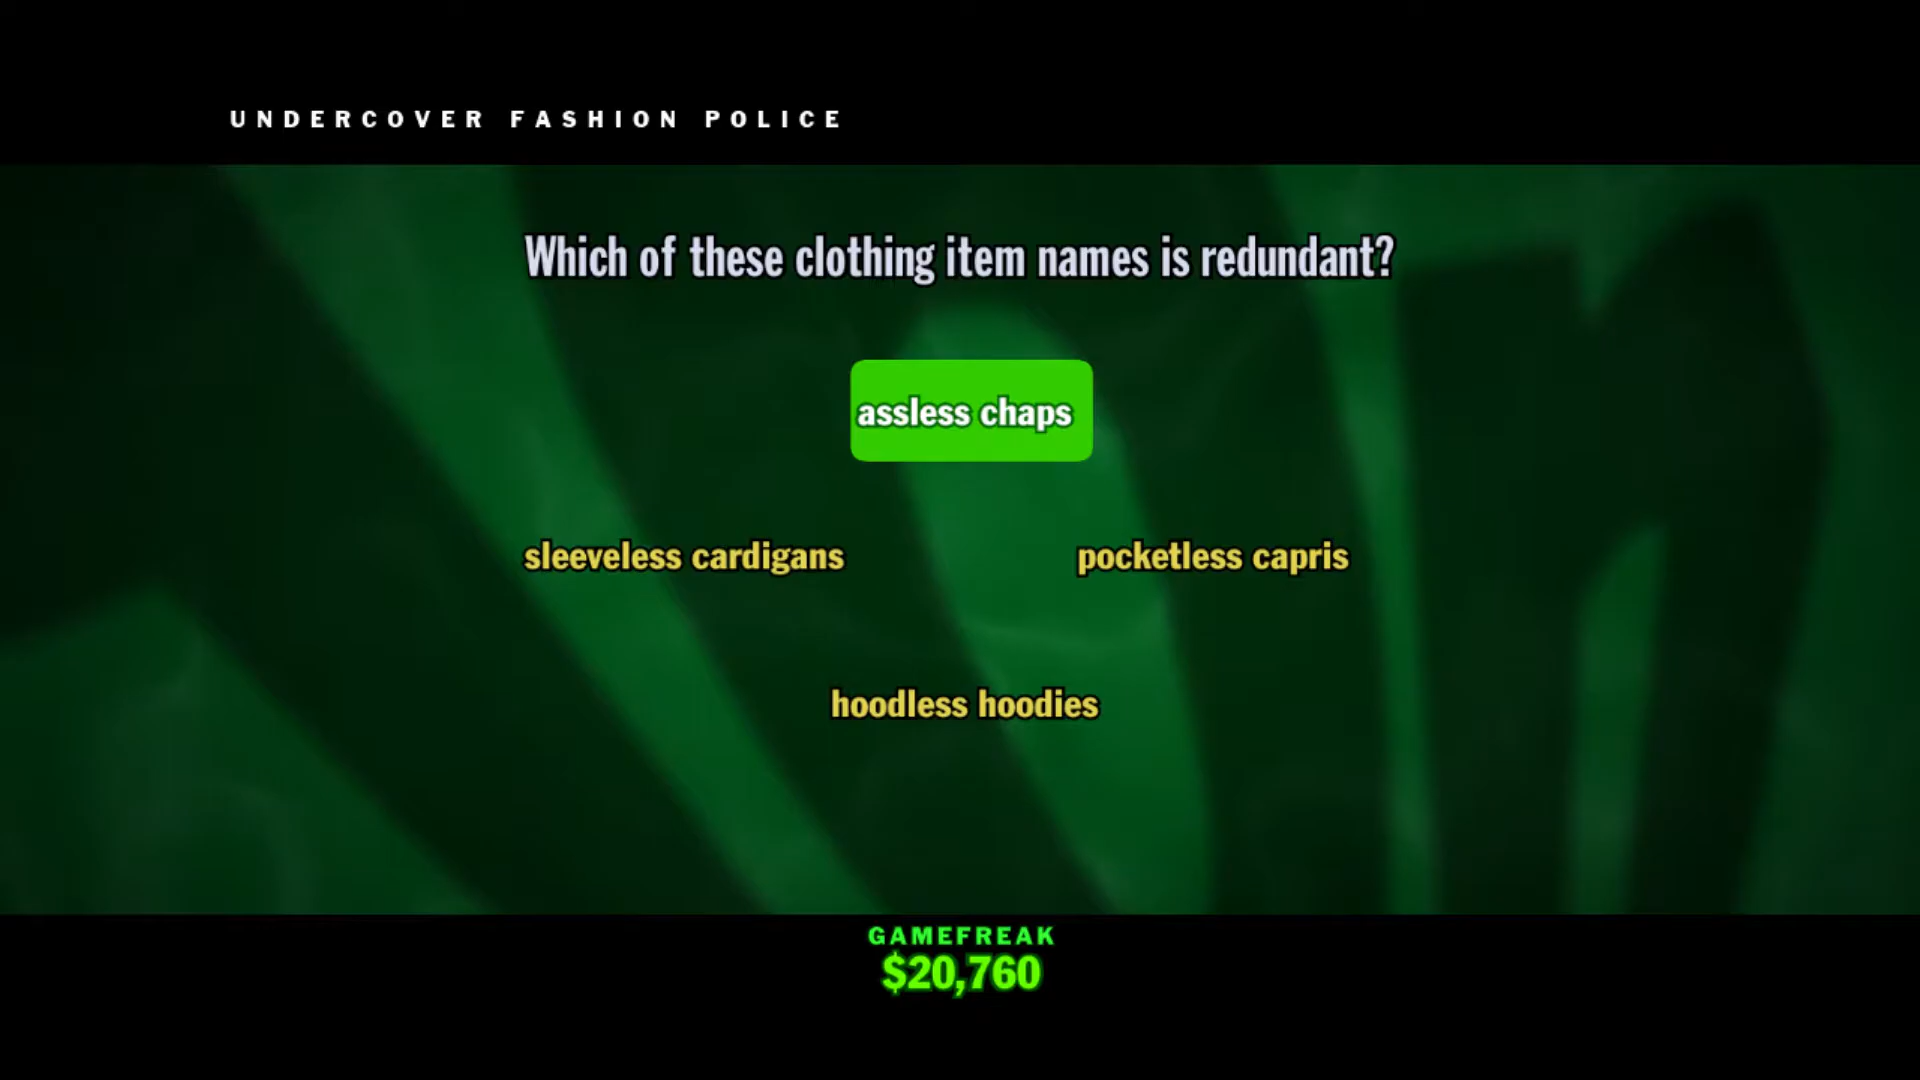 UNDERCOVER FASHION POLICE
Which of these clothing item names is redundant?
assless chaps
sleeveless cardigans
pocketless capris
hoodless hoodies
GAMEFREAK
$20,760